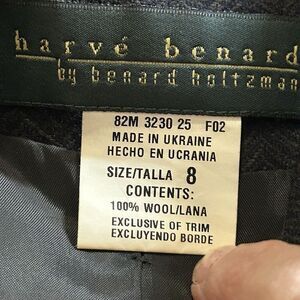 harvé benard
by benard holtzman
82M 3230 25 F02
MADE IN UKRAINE
HECHO EN UCRANIA
SIZE/TALLA 8
CONTENTS:
100% WOOL/LANA
EXCLUSIVE OF TRIM
EXCLUYENDO BORDE